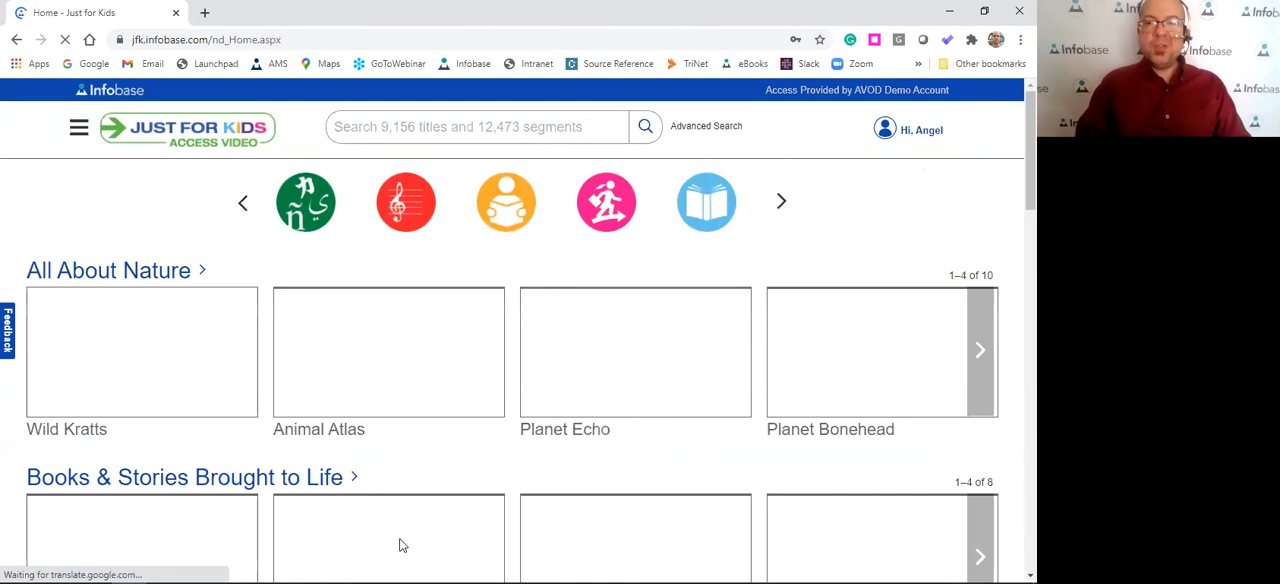 Home - Just for Kids
jfk.infobase.com/nd_Home.aspx
Apps Google Email Launchpad AMS Maps GoToWebinar Infobase Intranet Source Reference TriNet eBooks Slack Zoom » Other bookmarks
Infobase
Access Provided by AVOD Demo Account
JUST FOR KIDS
ACCESS VIDEO
Search 9,156 titles and 12,473 segments
Advanced Search
Hi, Angel
All About Nature
1–4 of 10
Wild Kratts
Animal Atlas
Planet Echo
Planet Bonehead
Feedback
Books & Stories Brought to Life
1–4 of 8
Waiting for translate.google.com...
Infobase
Infobase
Infobase
Infobase